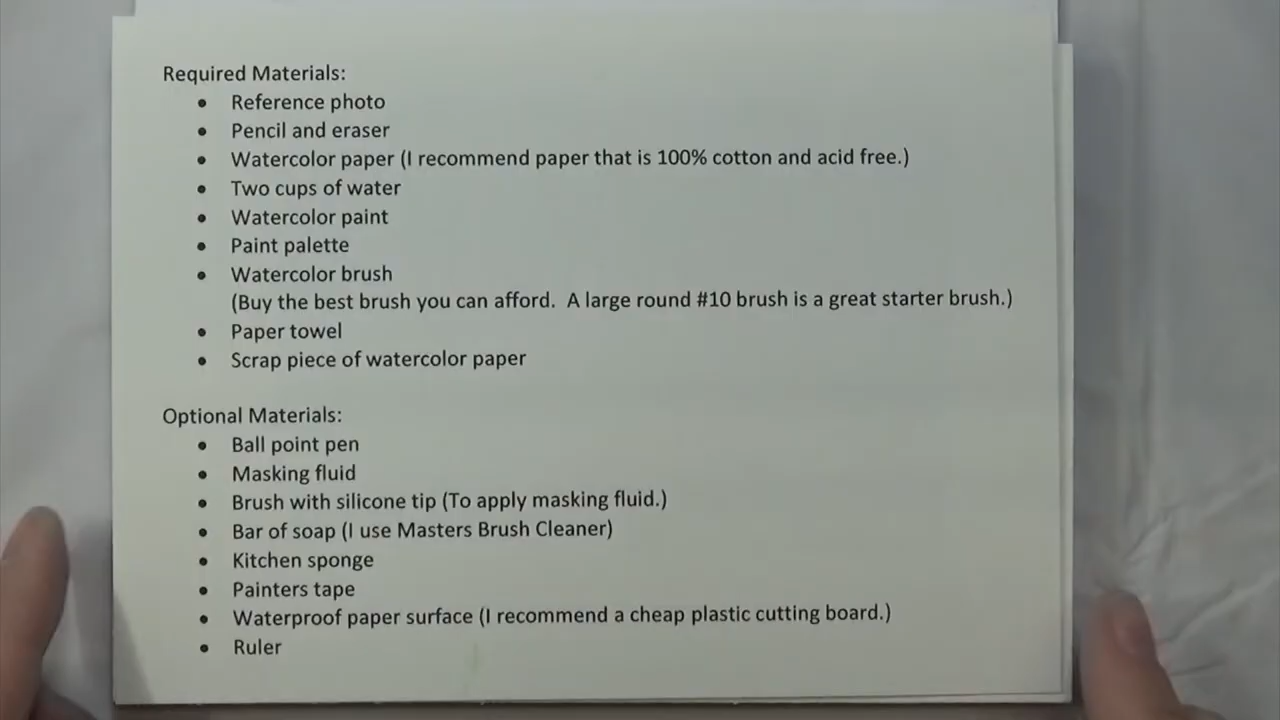 Required Materials:
• Reference photo
• Pencil and eraser
• Watercolor paper (I recommend paper that is 100% cotton and acid free.)
• Two cups of water
• Watercolor paint
• Paint palette
• Watercolor brush
(Buy the best brush you can afford.  A large round #10 brush is a great starter brush.)
• Paper towel
• Scrap piece of watercolor paper
Optional Materials:
• Ball point pen
• Masking fluid
• Brush with silicone tip (To apply masking fluid.)
• Bar of soap (I use Masters Brush Cleaner)
• Kitchen sponge
• Painters tape
• Waterproof paper surface (I recommend a cheap plastic cutting board.)
• Ruler